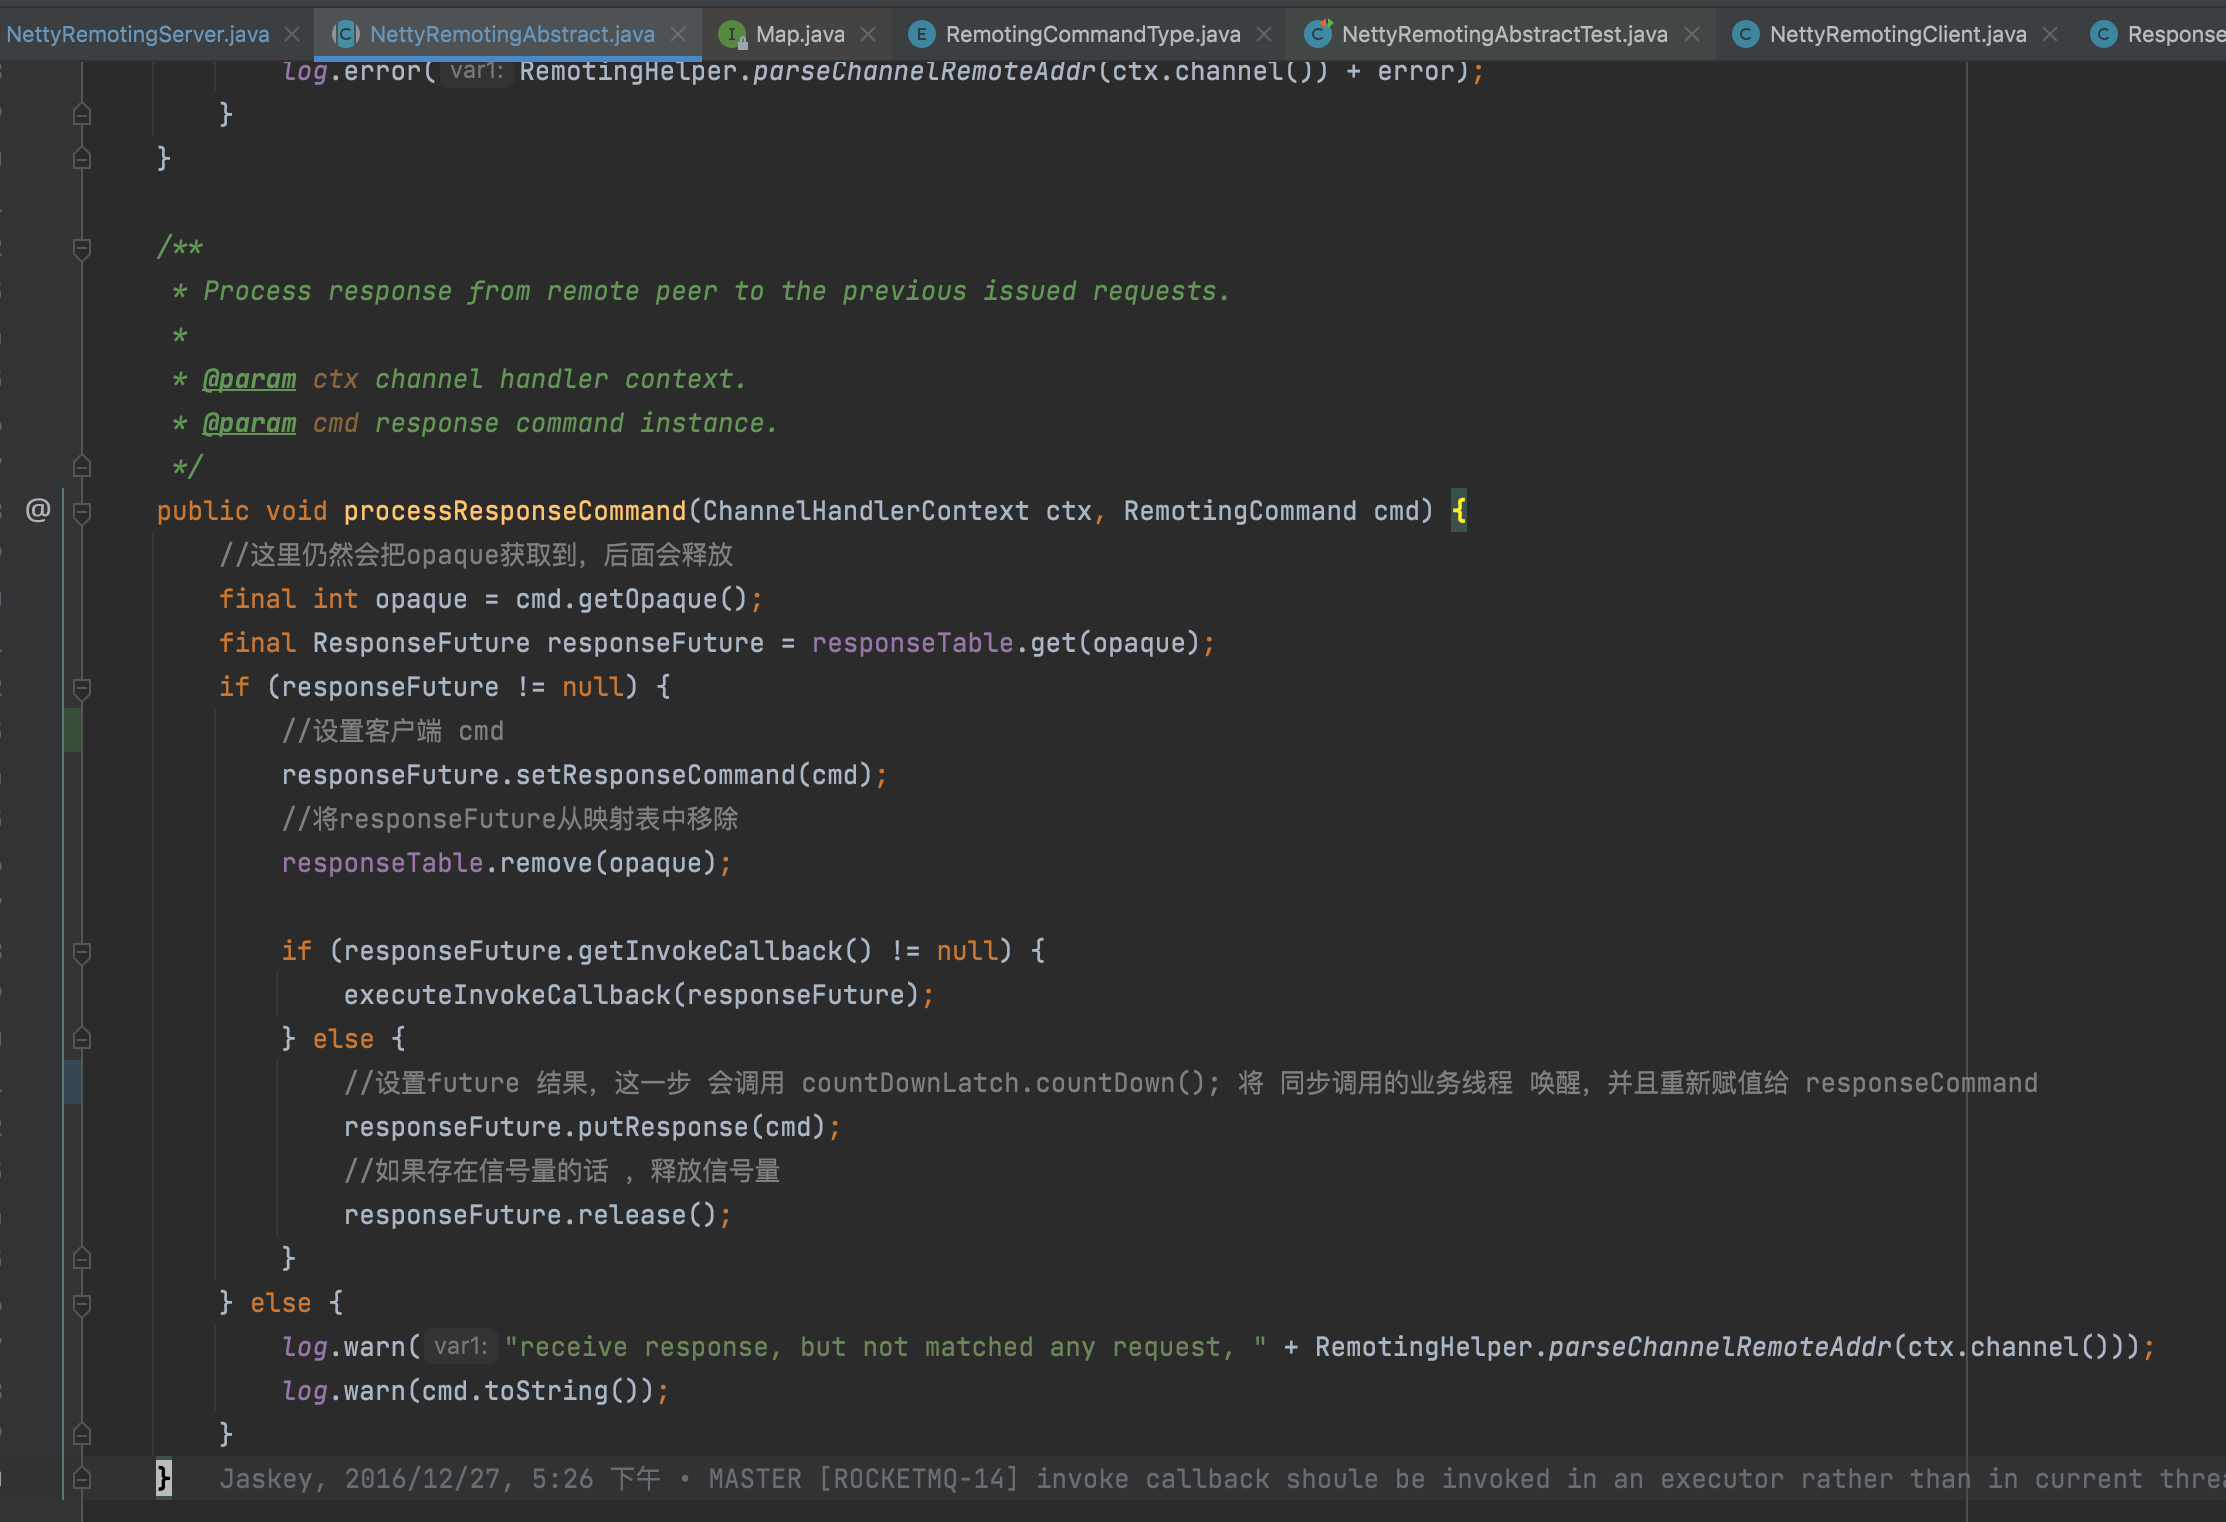 NettyRemotingServer.java NettyRemotingAbstract.java Map.java RemotingCommandType.java NettyRemotingAbstractTest.java NettyRemotingClient.java Response
log.error( var1: RemotingHelper.parseChannelRemoteAddr(ctx.channel()) + error);
}
}
/**
* Process response from remote peer to the previous issued requests.
*
* @param ctx channel handler context.
* @param cmd response command instance.
*/
public void processResponseCommand(ChannelHandlerContext ctx, RemotingCommand cmd) {
//这里仍然会把opaque获取到，后面会释放
final int opaque = cmd.getOpaque();
final ResponseFuture responseFuture = responseTable.get(opaque);
if (responseFuture != null) {
//设置客户端 cmd
responseFuture.setResponseCommand(cmd);
//将responseFuture从映射表中移除
responseTable.remove(opaque);
if (responseFuture.getInvokeCallback() != null) {
executeInvokeCallback(responseFuture);
} else {
//设置future 结果，这一步 会调用 countDownLatch.countDown(); 将 同步调用的业务线程 唤醒，并且重新赋值给 responseCommand
responseFuture.putResponse(cmd);
//如果存在信号量的话 ，释放信号量
responseFuture.release();
}
} else {
log.warn( var1: "receive response, but not matched any request, " + RemotingHelper.parseChannelRemoteAddr(ctx.channel()));
log.warn(cmd.toString());
}
} Jaskey, 2016/12/27, 5:26 下午 • MASTER [ROCKETMQ-14] invoke callback shoule be invoked in an executor rather than in current threa